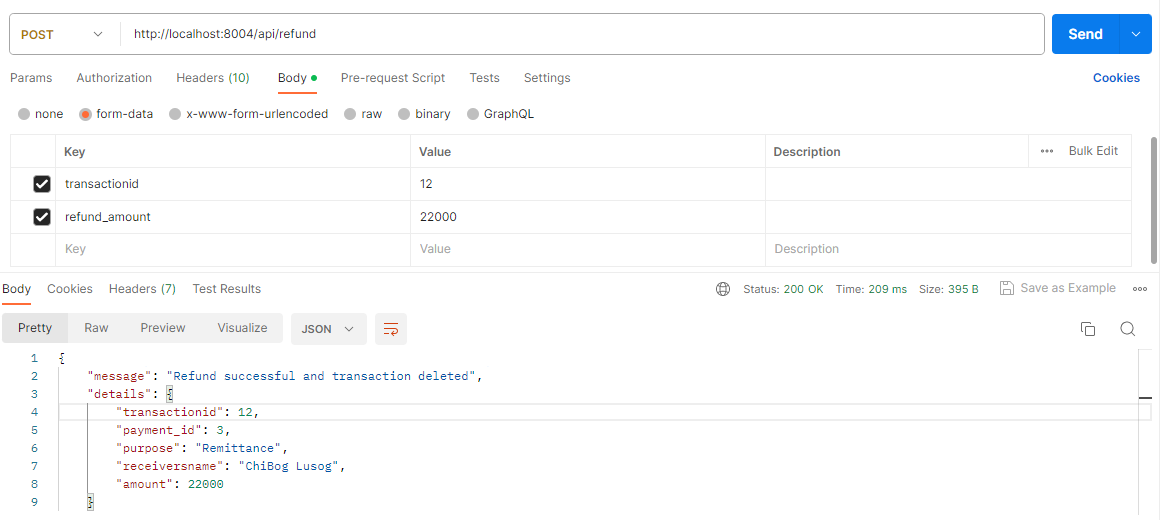 POST http://localhost:8004/api/refund Send
Params Authorization Headers (10) Body Pre-request Script Tests Settings Cookies
none form-data x-www-form-urlencoded raw binary GraphQL
Key Value Description ••• Bulk Edit
transactionid 12
refund_amount 22000
Key Value Description
Body Cookies Headers (7) Test Results Status: 200 OK Time: 209 ms Size: 395 B Save as Example
Pretty Raw Preview Visualize JSON
1 {
2 "message": "Refund successful and transaction deleted",
3 "details": {
4 "transactionid": 12,
5 "payment_id": 3,
6 "purpose": "Remittance",
7 "receiversname": "ChiBog Lusog",
8 "amount": 22000
9 }